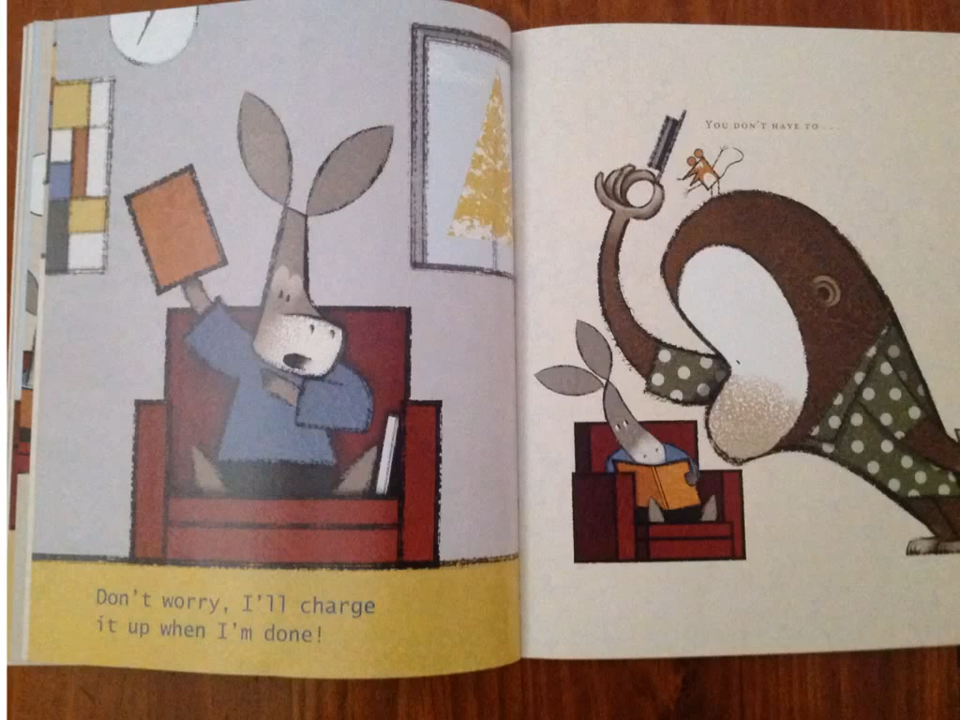 Don't worry, I'll charge
it up when I'm done!
YOU DON'T HAVE TO . . .